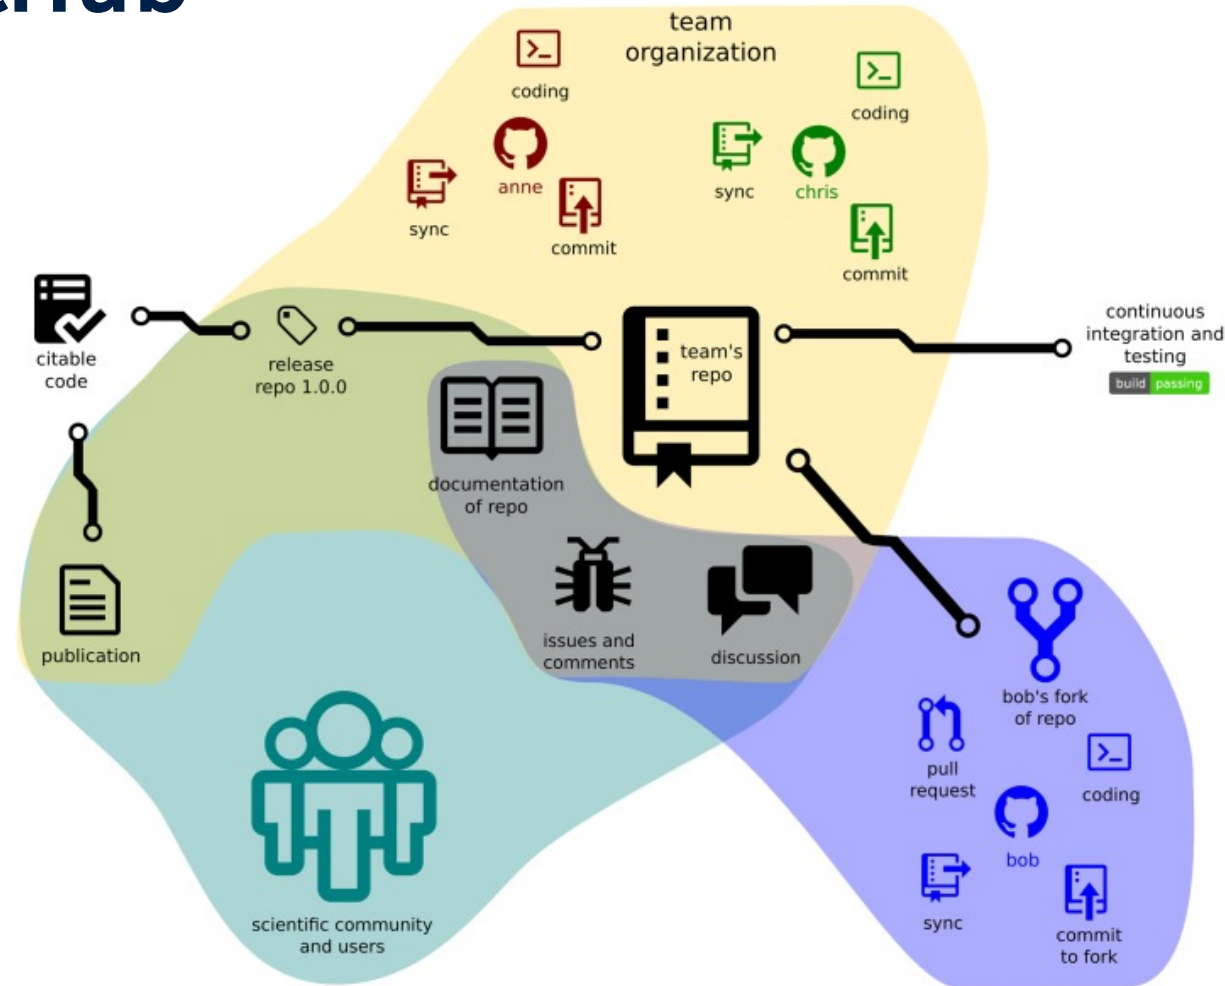 team
organization
coding
coding
anne
sync
commit
sync
chris
commit
citable
code
release
repo 1.0.0
team's
repo
continuous
integration and
testing
build passing
documentation
of repo
publication
issues and
comments
discussion
bob's fork
of repo
pull
request
coding
bob
sync
commit
to fork
scientific community
and users